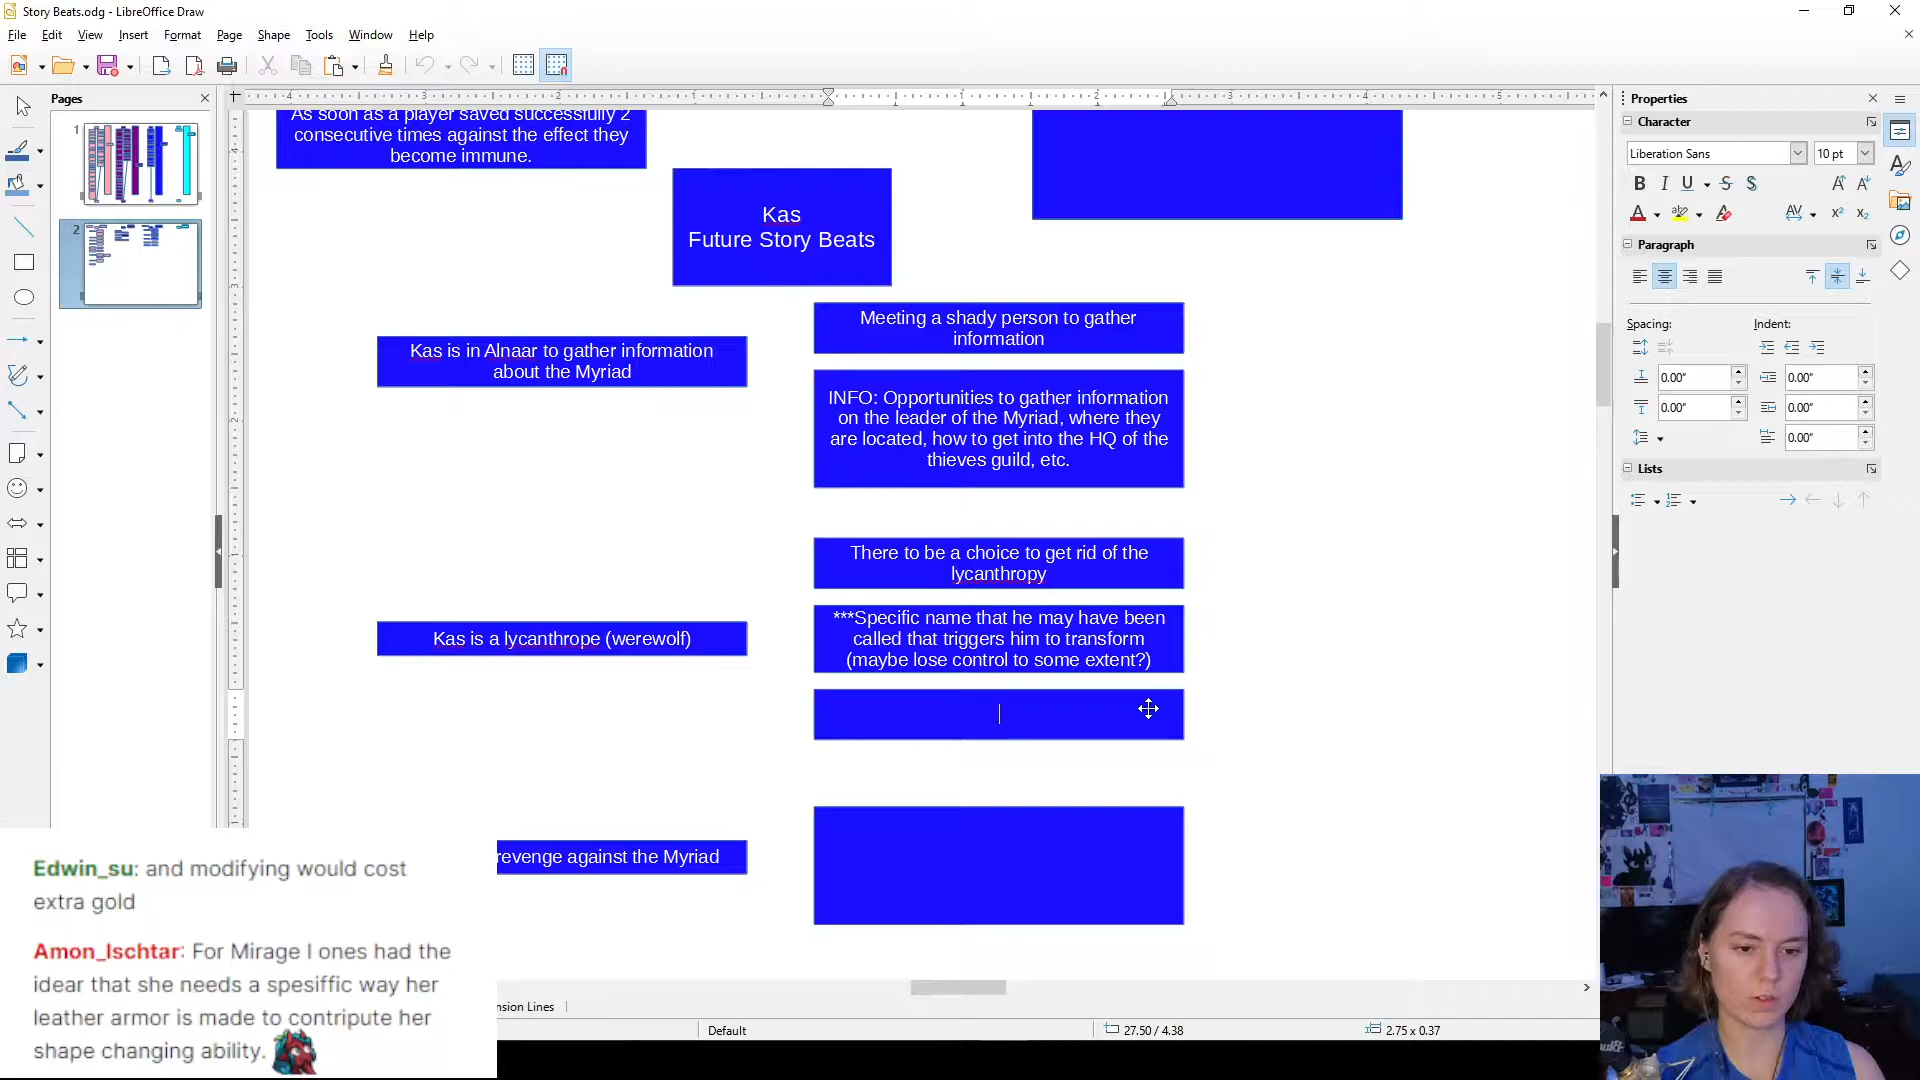 Story Beats.odg - LibreOffice Draw
File Edit View Insert Format Page Shape Tools Window Help
Pages
1
2
As soon as a player saved successfully 2
consecutive times against the effect they
become immune.
Kas
Future Story Beats
Kas is in Alnaar to gather information
about the Myriad
Meeting a shady person to gather
information
INFO: Opportunities to gather information
on the leader of the Myriad, where they
are located, how to get into the HQ of the
thieves guild, etc.
There to be a choice to get rid of the
lycanthropy
Kas is a lycanthrope (werewolf)
***Specific name that he may have been
called that triggers him to transform
(maybe lose control to some extent?)
revenge against the Myriad
Properties
Character
Liberation Sans
10 pt
Paragraph
Spacing:
Indent:
0.00"
0.00"
0.00"
0.00"
0.00"
Lists
Edwin_su: and modifying would cost
extra gold
Amon_Ischtar: For Mirage I ones had the
idear that she needs a spesiffic way her
leather armor is made to contripute her
shape changing ability.
nsion Lines
Default
27.50 / 4.38
2.75 x 0.37